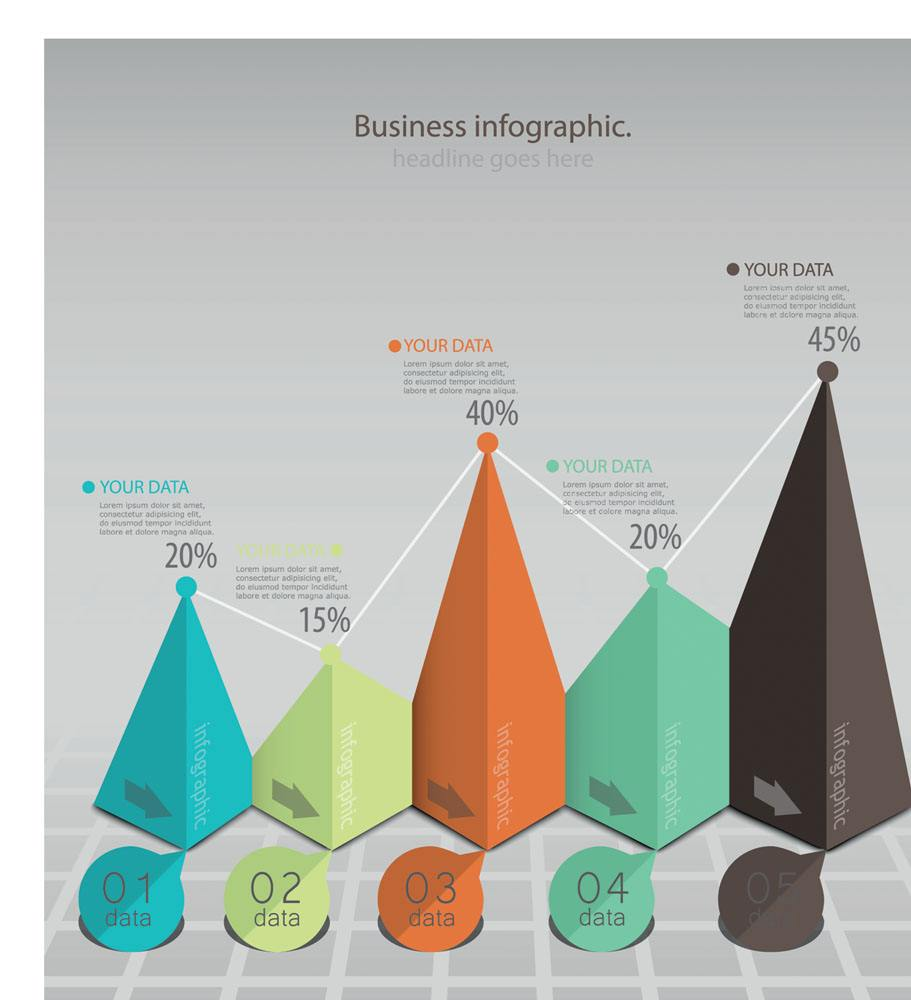 Business infographic.
headline goes here
YOUR DATA
Lorem ipsum dolor sit amet,
consectetur adipisicing elit,
do eiusmod tempor incididunt
labore et dolore magna aliqua.
45%
YOUR DATA
Lorem ipsum dolor sit amet,
consectetur adipisicing elit,
do eiusmod tempor incididunt
labore et dolore magna aliqua.
40%
YOUR DATA
Lorem ipsum dolor sit amet,
consectetur adipisicing elit,
do eiusmod tempor incididunt
labore et dolore magna aliqua.
20%
YOUR DATA
Lorem ipsum dolor sit amet,
consectetur adipisicing elit,
do eiusmod tempor incididunt
labore et dolore magna aliqua.
20%
YOUR DATA
Lorem ipsum dolor sit amet,
consectetur adipisicing elit,
do eiusmod tempor incididunt
labore et dolore magna aliqua.
15%
infographic
infographic
infographic
infographic
infographic
01
data
02
data
03
data
04
data
05
data